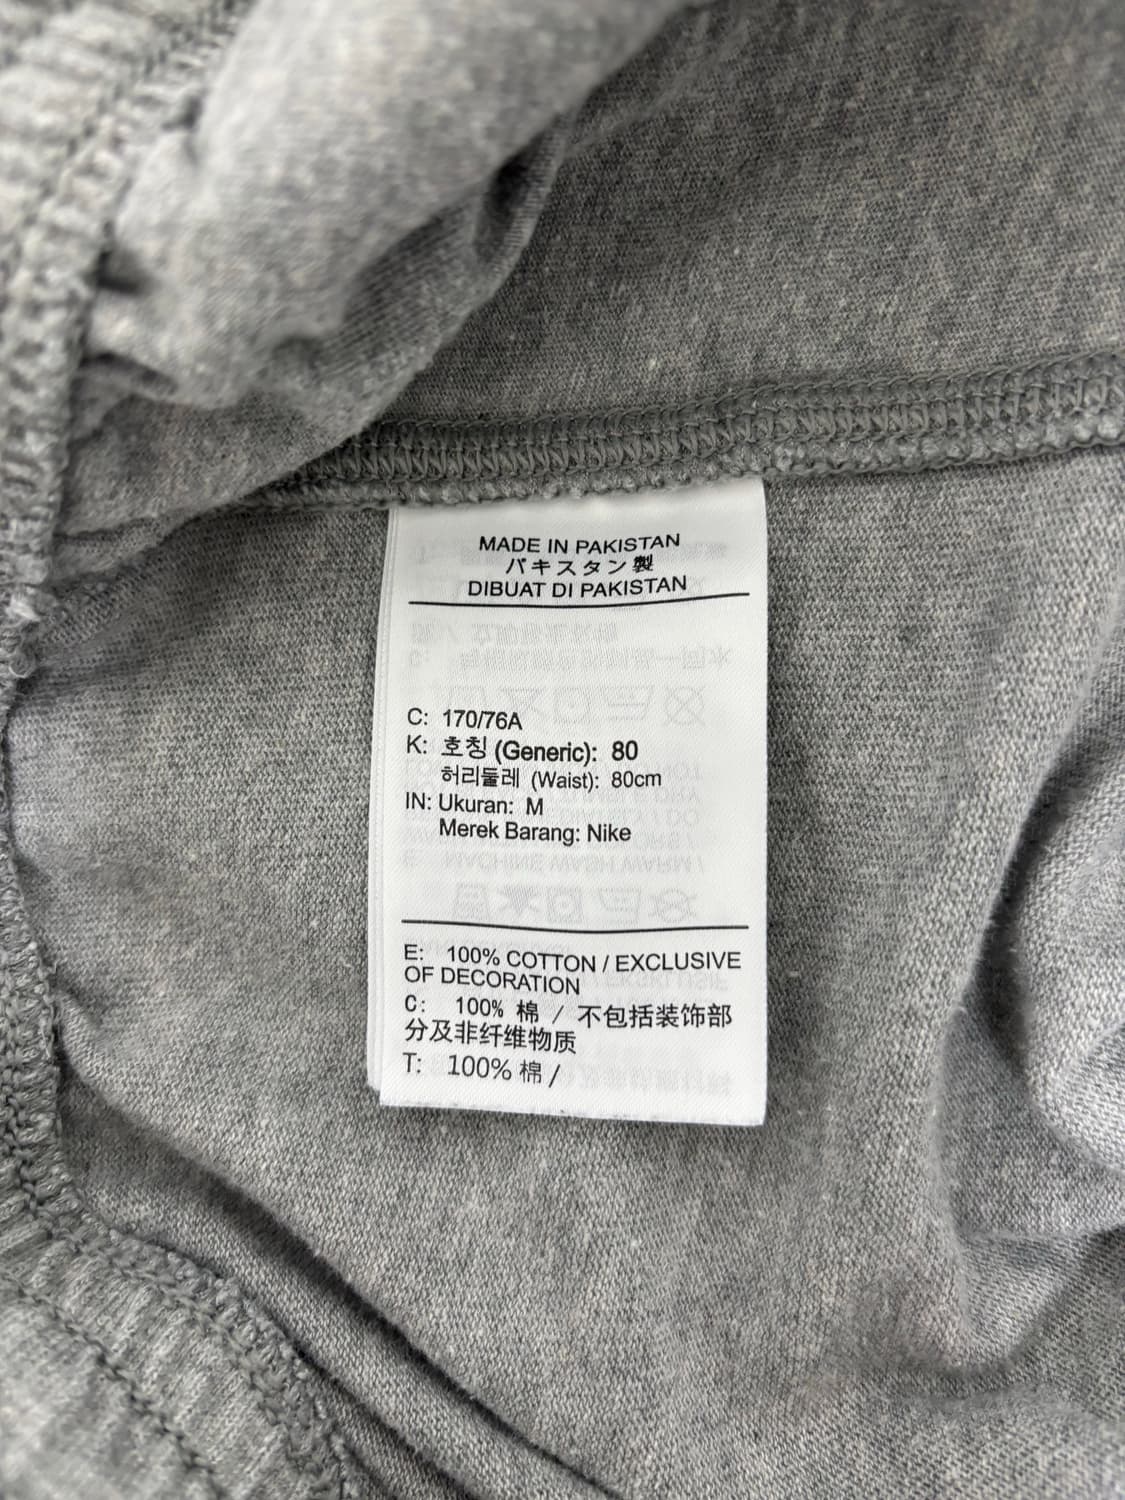 MADE IN PAKISTAN
パキスタン製
DIBUAT DI PAKISTAN
C: 170/76A
K: 호칭 (Generic): 80
허리둘레 (Waist): 80cm
IN: Ukuran: M
Merek Barang: Nike
E: 100% COTTON / EXCLUSIVE
OF DECORATION
C: 100% 棉 / 不包括装饰部
分及非纤维物质
T: 100% 棉 /